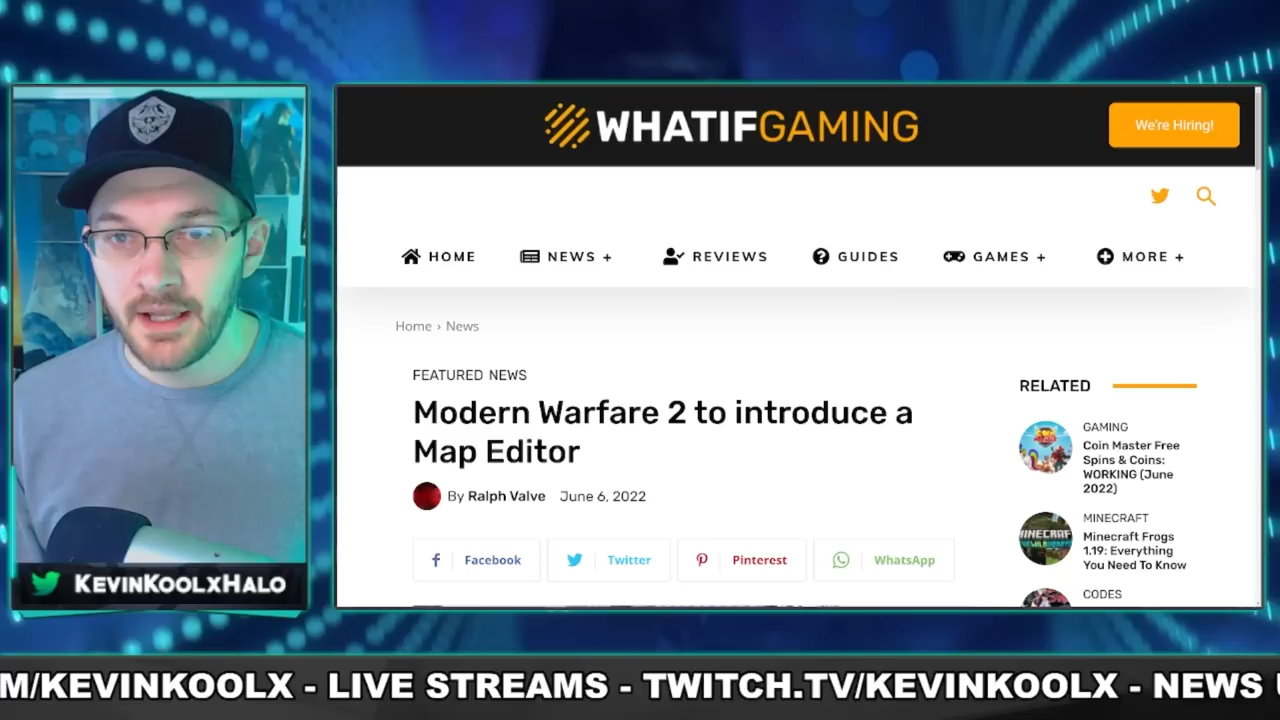 WHATIFGAMING
We're Hiring!
HOME
NEWS +
REVIEWS
GUIDES
GAMES +
MORE +
Home › News
FEATURED NEWS
Modern Warfare 2 to introduce a
Map Editor
By Ralph Valve June 6, 2022
Facebook
Twitter
Pinterest
WhatsApp
RELATED
GAMING
Coin Master Free
Spins & Coins:
WORKING (June
2022)
MINECRAFT
Minecraft Frogs
1.19: Everything
You Need To Know
CODES
KEVINKOOLXHALO
M/KEVINKOOLX - LIVE STREAMS - TWITCH.TV/KEVINKOOLX - NEWS